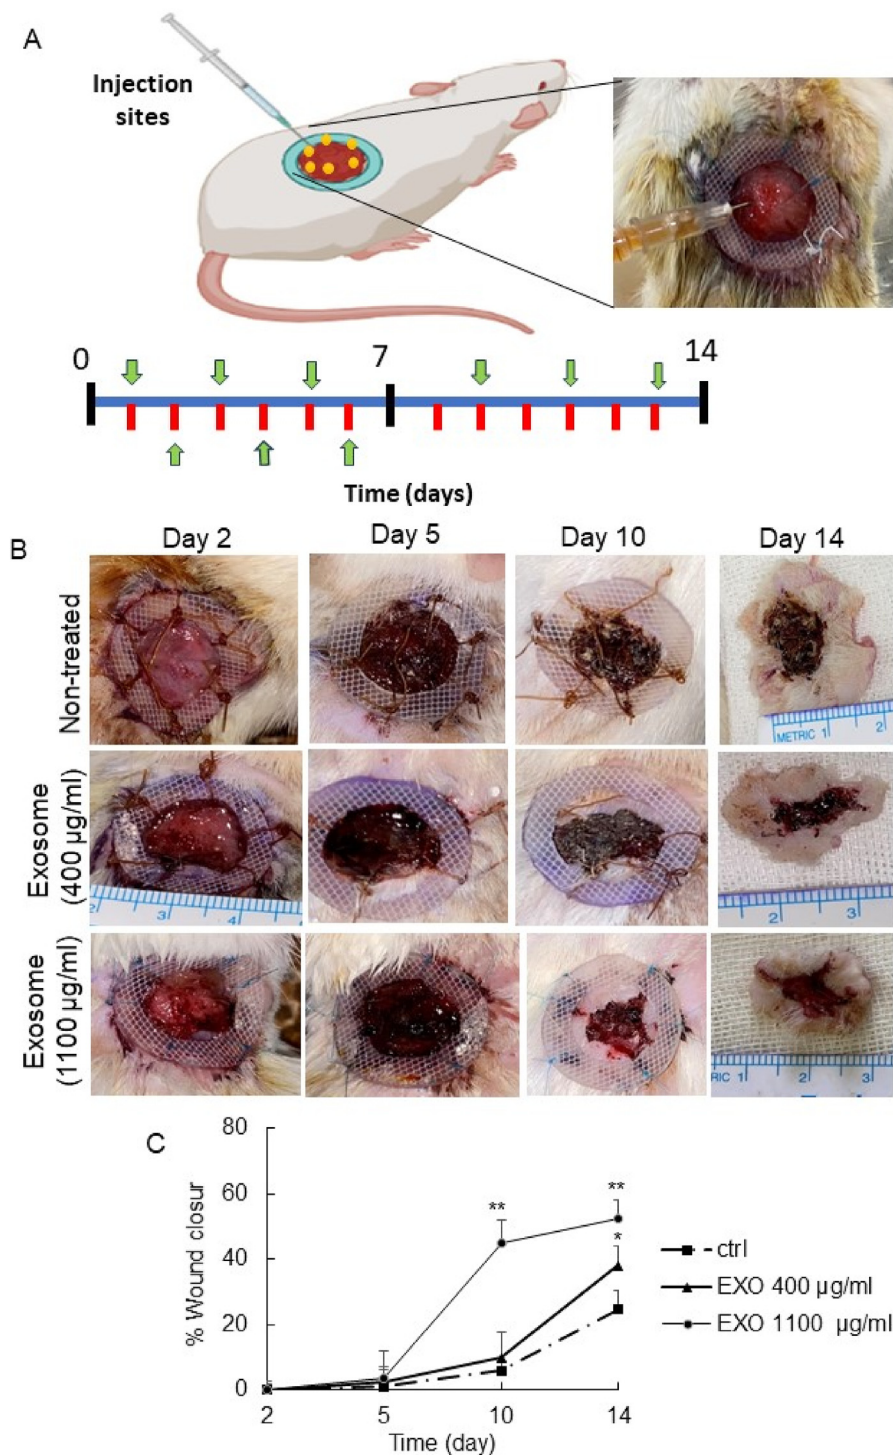 A
Injection
sites
0
7
14
Time (days)
B
Day 2
Day 5
Day 10
Day 14
Non-treated
METRIC 1
2
Exosome
(400 µg/ml)
2
3
4
2
3
Exosome
(1100 µg/ml)
RIC 1
2
3
C
80
60
40
20
0
% Wound closur
**
**
*
2
5
10
14
Time (day)
ctrl
EXO 400 µg/ml
EXO 1100 µg/ml